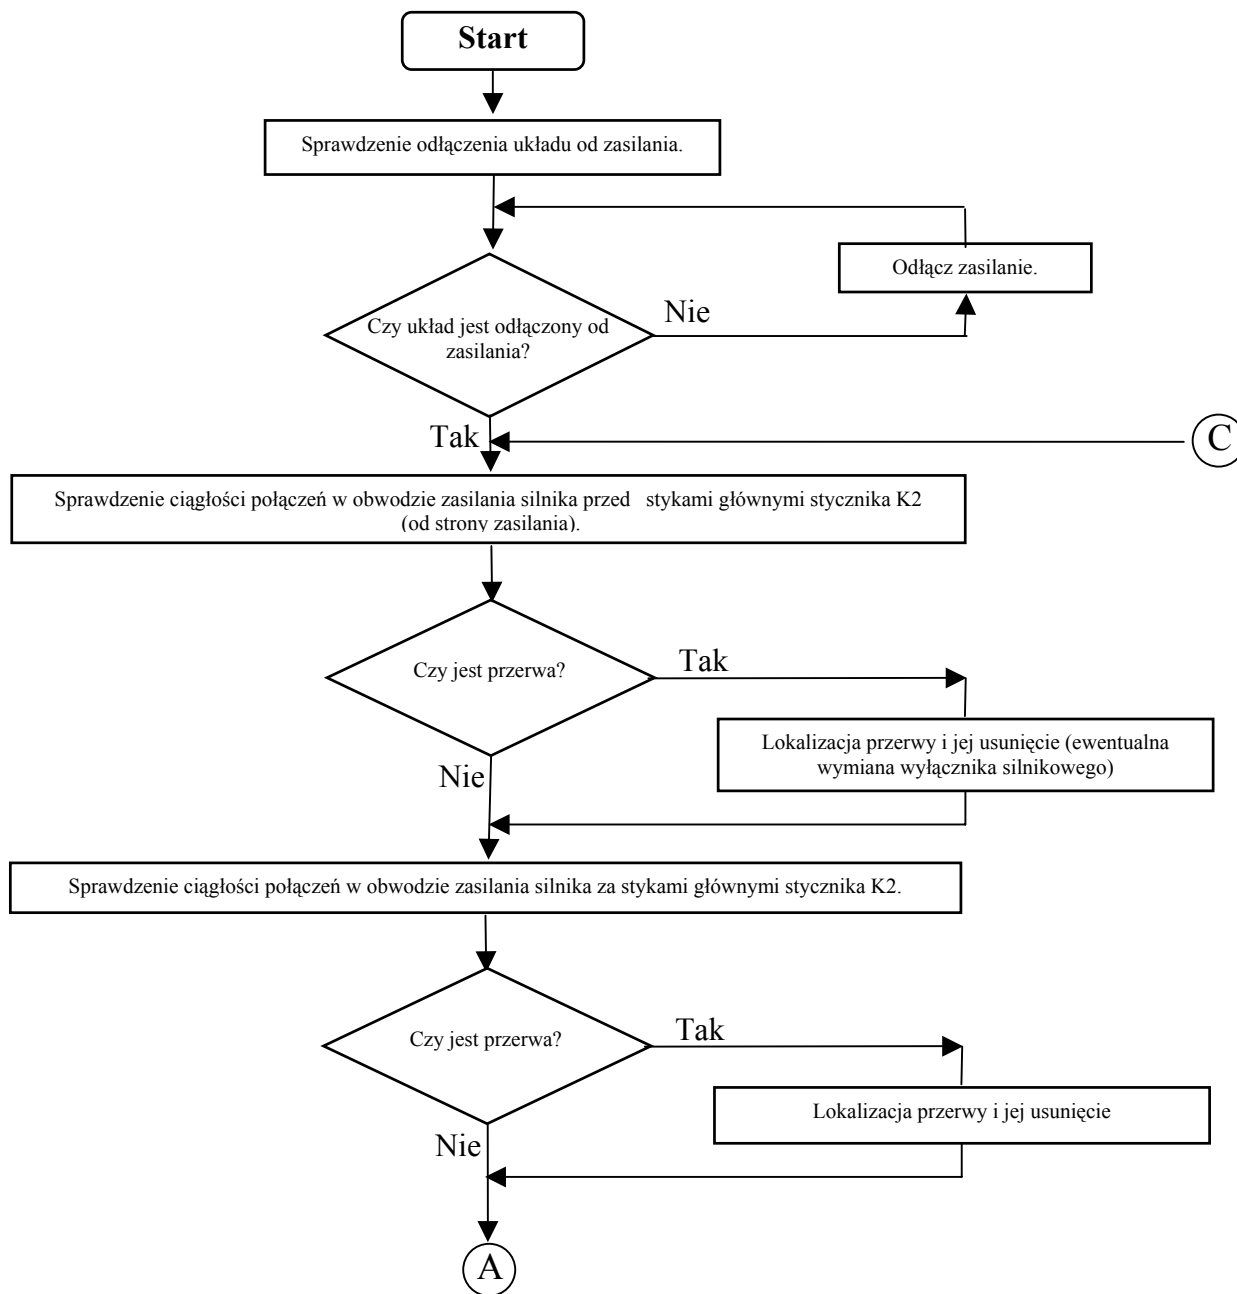 Start
Sprawdzenie odłączenia układu od zasilania.
Odłącz zasilanie.
Nie
Czy układ jest odłączony od
zasilania?
Tak
C
Sprawdzenie ciągłości połączeń w obwodzie zasilania silnika przed stykami głównymi stycznika K2
(od strony zasilania).
Czy jest przerwa?
Tak
Lokalizacja przerwy i jej usunięcie (ewentualna
wymiana wyłącznika silnikowego)
Nie
Sprawdzenie ciągłości połączeń w obwodzie zasilania silnika za stykami głównymi stycznika K2.
Czy jest przerwa?
Tak
Lokalizacja przerwy i jej usunięcie
Nie
A